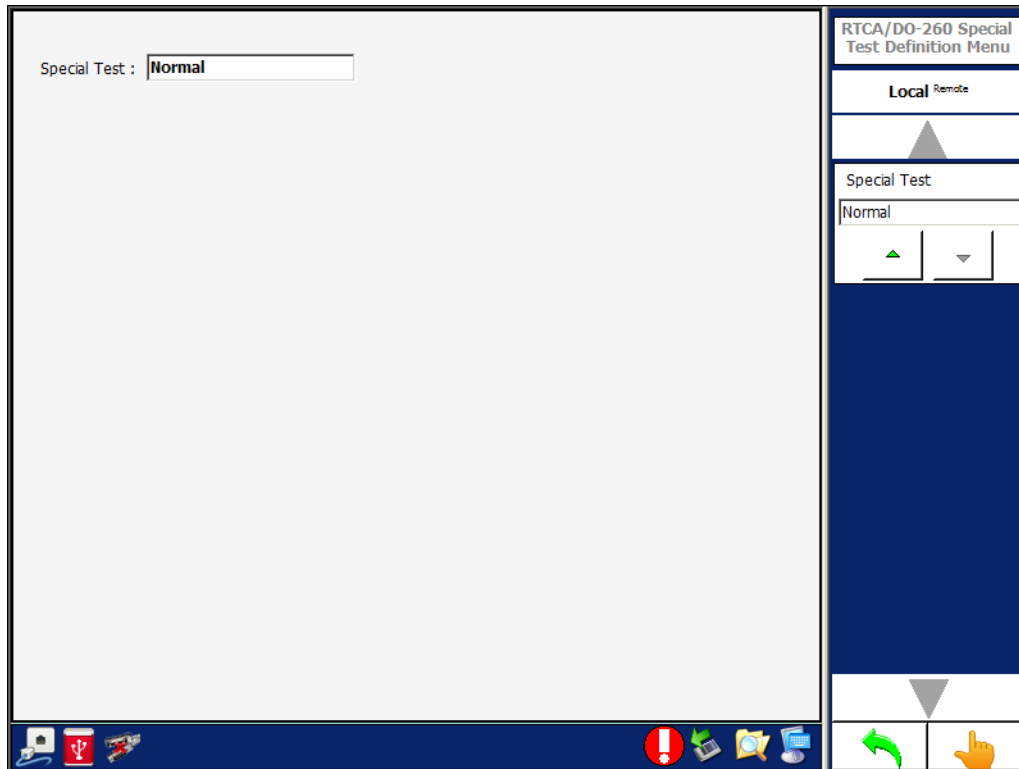 Special Test : Normal
RTCA/DO-260 Special
Test Definition Menu
Local Remote
Special Test
Normal